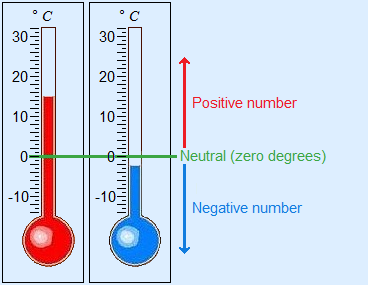 ° C
30
20
10
0
-10
° C
30
20
10
0
-10
Positive number
Neutral (zero degrees)
Negative number